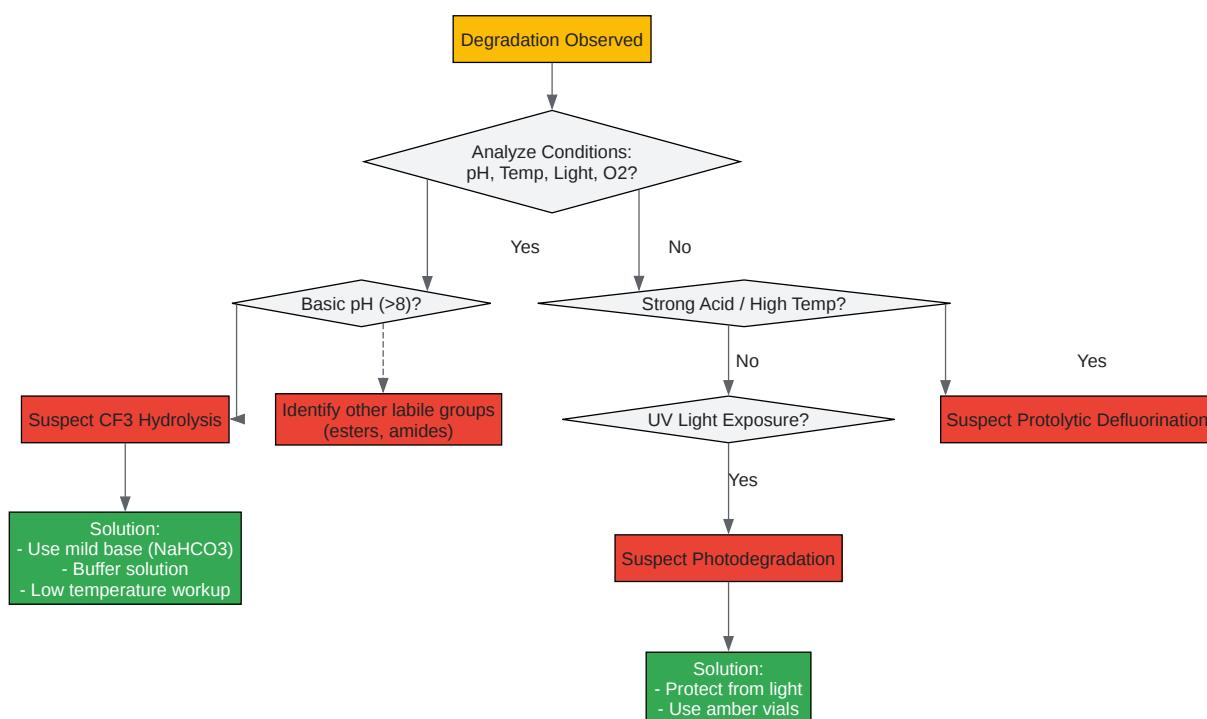 Degradation Observed
Analyze Conditions:
pH, Temp, Light, O2?
Yes
No
Basic pH (>8)?
Strong Acid / High Temp?
No
Yes
Suspect CF3 Hydrolysis
Identify other labile groups
(esters, amides)
UV Light Exposure?
Suspect Protolytic Defluorination
Yes
Solution:
- Use mild base (NaHCO3)
- Buffer solution
- Low temperature workup
Suspect Photodegradation
Solution:
- Protect from light
- Use amber vials